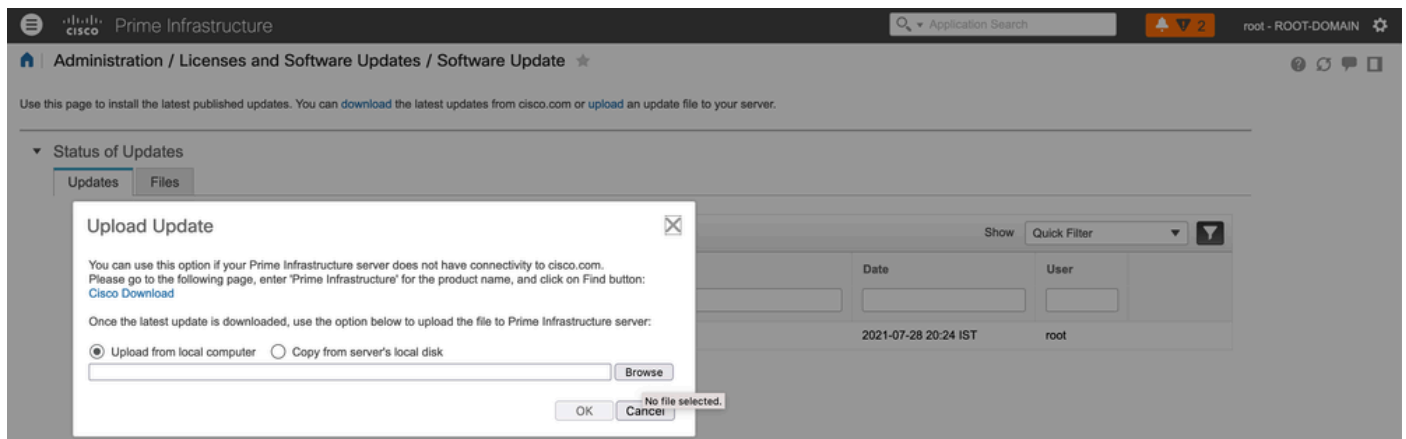 cisco Prime Infrastructure
Application Search
2
root - ROOT-DOMAIN
Administration / Licenses and Software Updates / Software Update
Use this page to install the latest published updates. You can download the latest updates from cisco.com or upload an update file to your server.
Status of Updates
Updates Files
Upload Update
You can use this option if your Prime Infrastructure server does not have connectivity to cisco.com.
Please go to the following page, enter 'Prime Infrastructure' for the product name, and click on Find button:
Cisco Download
Once the latest update is downloaded, use the option below to upload the file to Prime Infrastructure server:
Upload from local computer Copy from server's local disk
Browse
No file selected.
OK Cancel
Show Quick Filter
Date User
2021-07-28 20:24 IST root